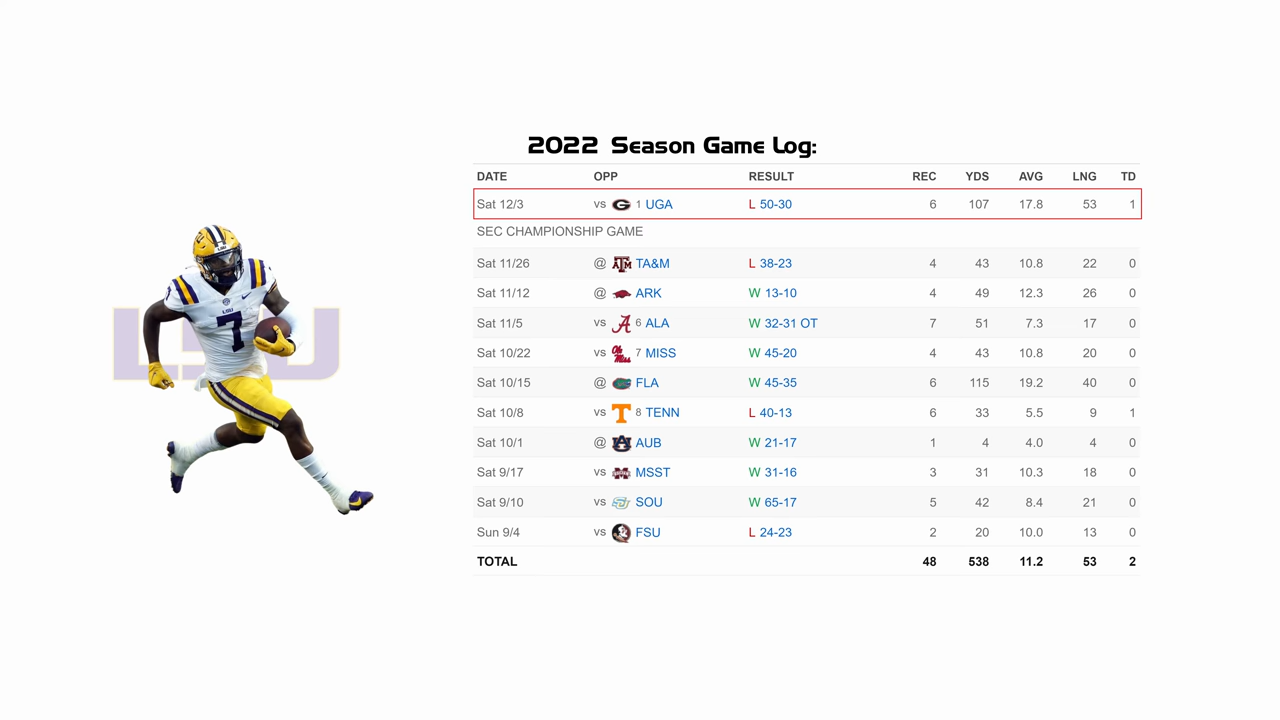 2022 Season Game Log:
DATE OPP RESULT REC YDS AVG LNG TD
Sat 12/3 vs 1 UGA L 50-30 6 107 17.8 53 1
SEC CHAMPIONSHIP GAME
Sat 11/26 @ TA&M L 38-23 4 43 10.8 22 0
Sat 11/12 @ ARK W 13-10 4 49 12.3 26 0
Sat 11/5 vs 6 ALA W 32-31 OT 7 51 7.3 17 0
Sat 10/22 vs 7 MISS W 45-20 4 43 10.8 20 0
Sat 10/15 @ FLA W 45-35 6 115 19.2 40 0
Sat 10/8 vs 8 TENN L 40-13 6 33 5.5 9 1
Sat 10/1 @ AUB W 21-17 1 4 4.0 4 0
Sat 9/17 vs MSST W 31-16 3 31 10.3 18 0
Sat 9/10 vs SOU W 65-17 5 42 8.4 21 0
Sun 9/4 vs FSU L 24-23 2 20 10.0 13 0
TOTAL 48 538 11.2 53 2
LSU
LSU
7